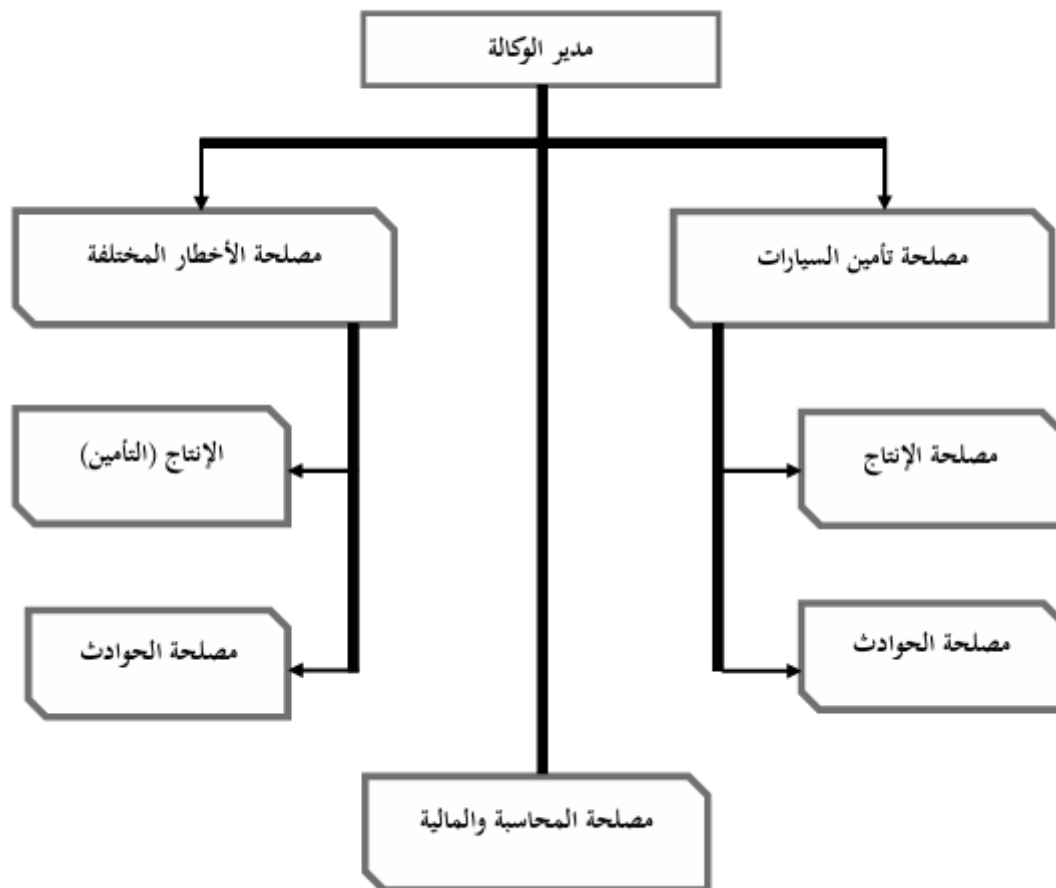 مدير الوكالة
مصلحة تأمين السيارات
مصلحة الأخطار المختلفة
مصلحة الإنتاج
الإنتاج (التأمين)
مصلحة الحوادث
مصلحة الحوادث
مصلحة المحاسبة والمالية